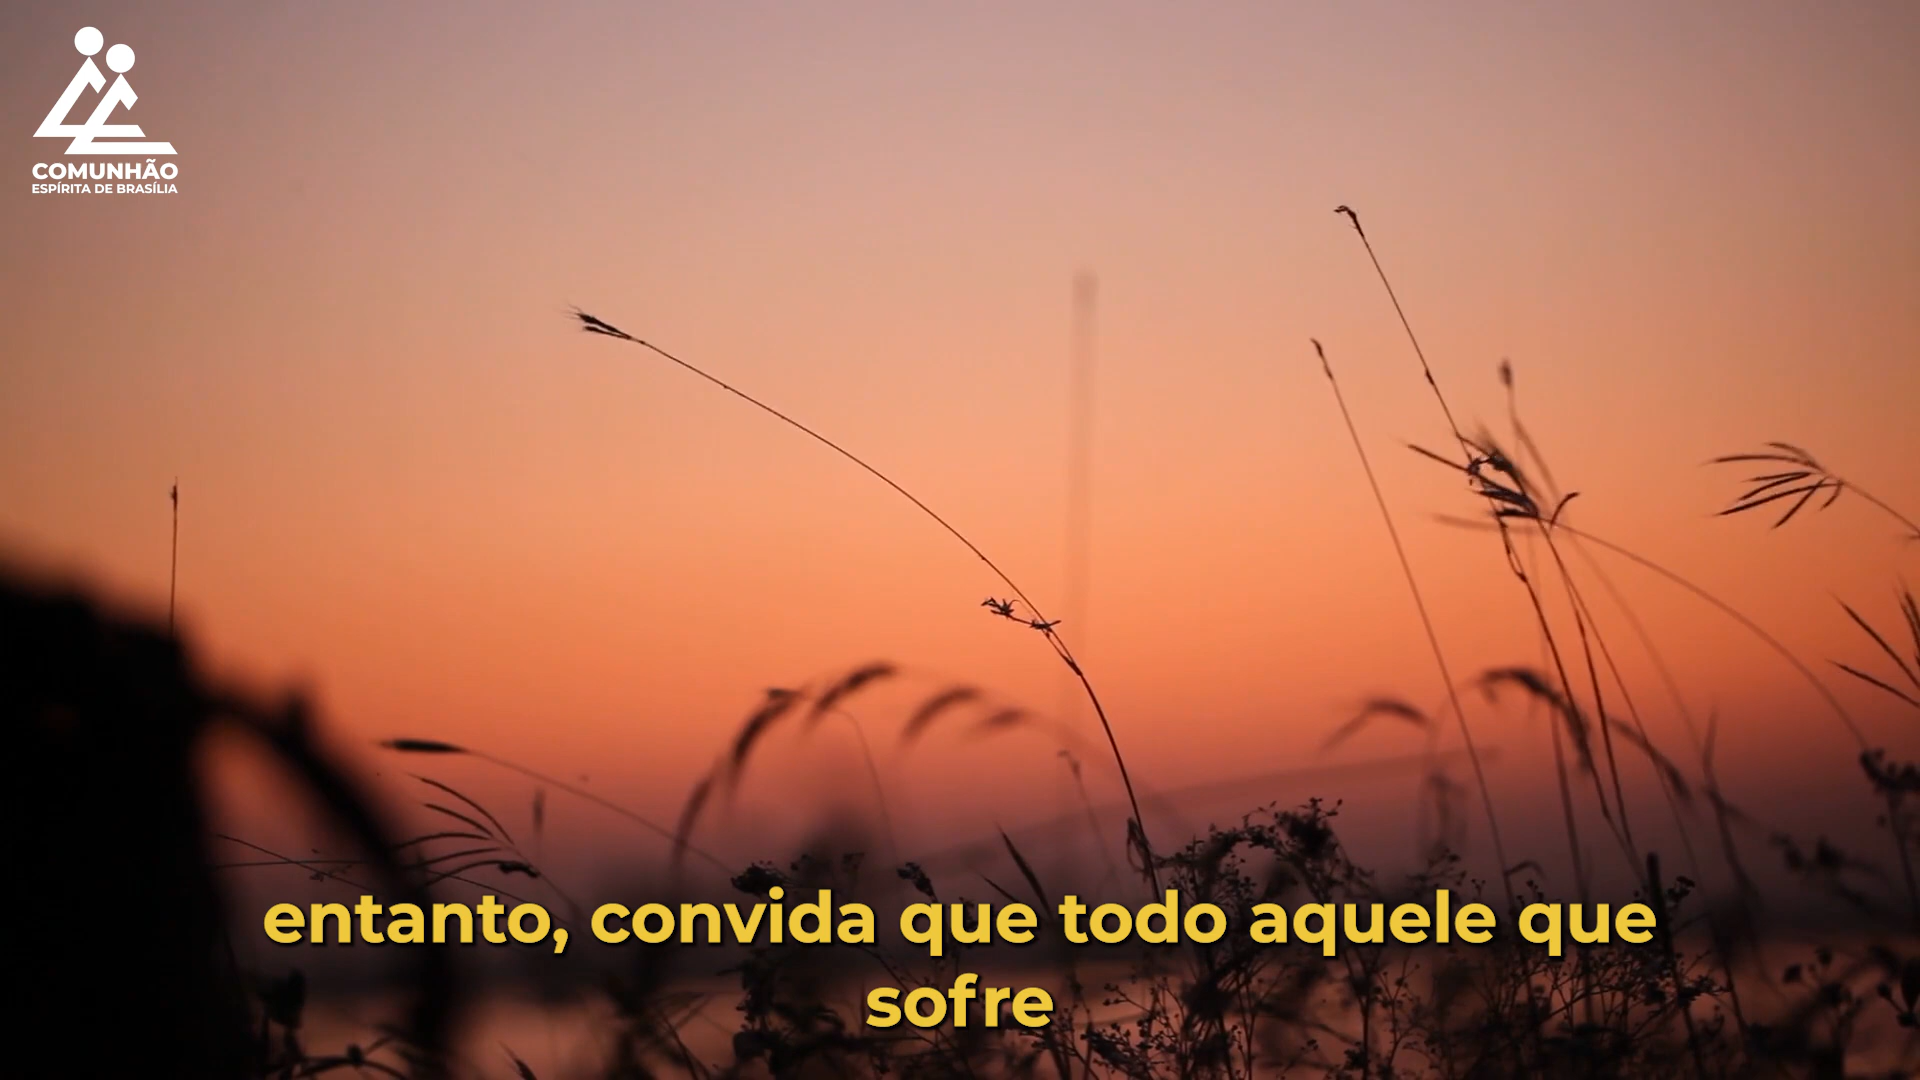 COMUNHÃO
ESPÍRITA DE BRASÍLIA
entanto, convida que todo aquele que
sofre